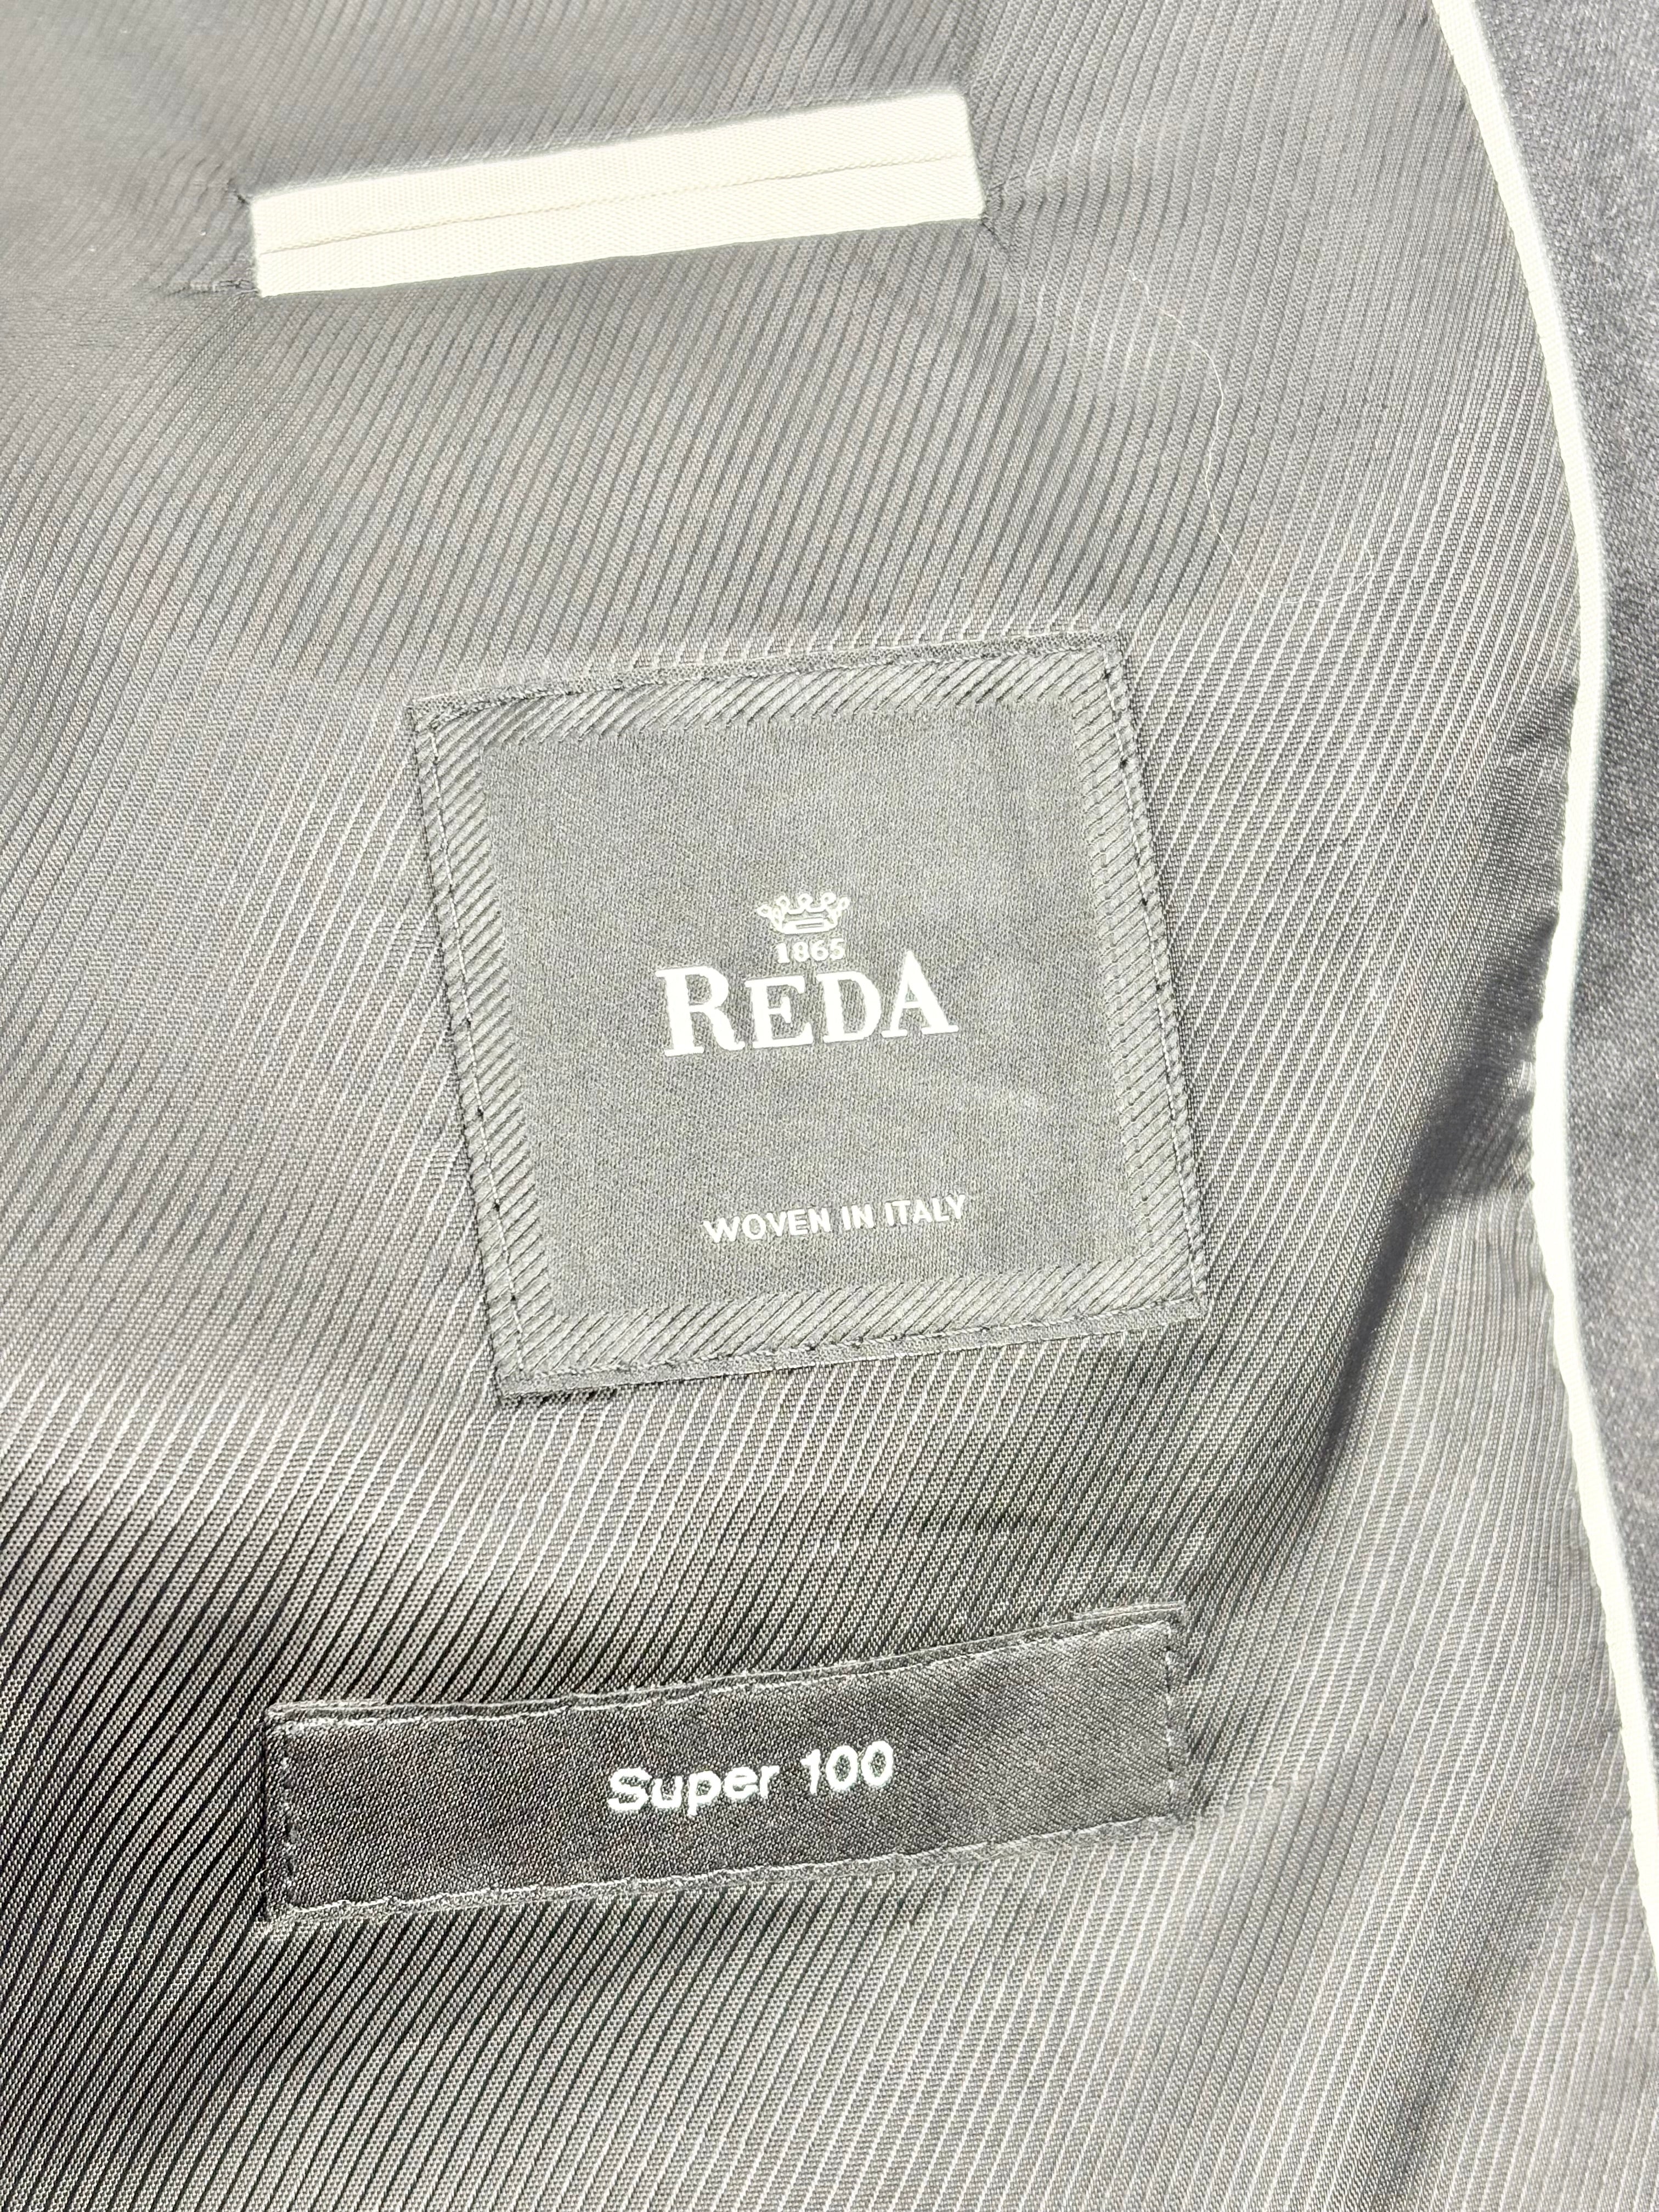 1865
REDA
WOVEN IN ITALY
Super 100